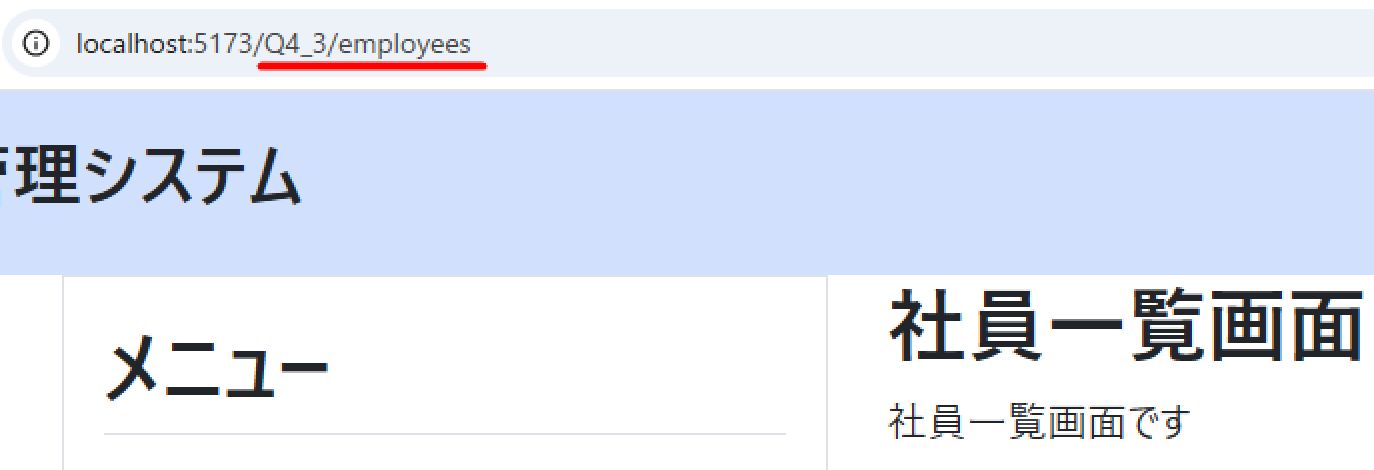 localhost:5173/Q4_3/employees
理システム
メニュー
社員一覧画面
社員一覧画面です